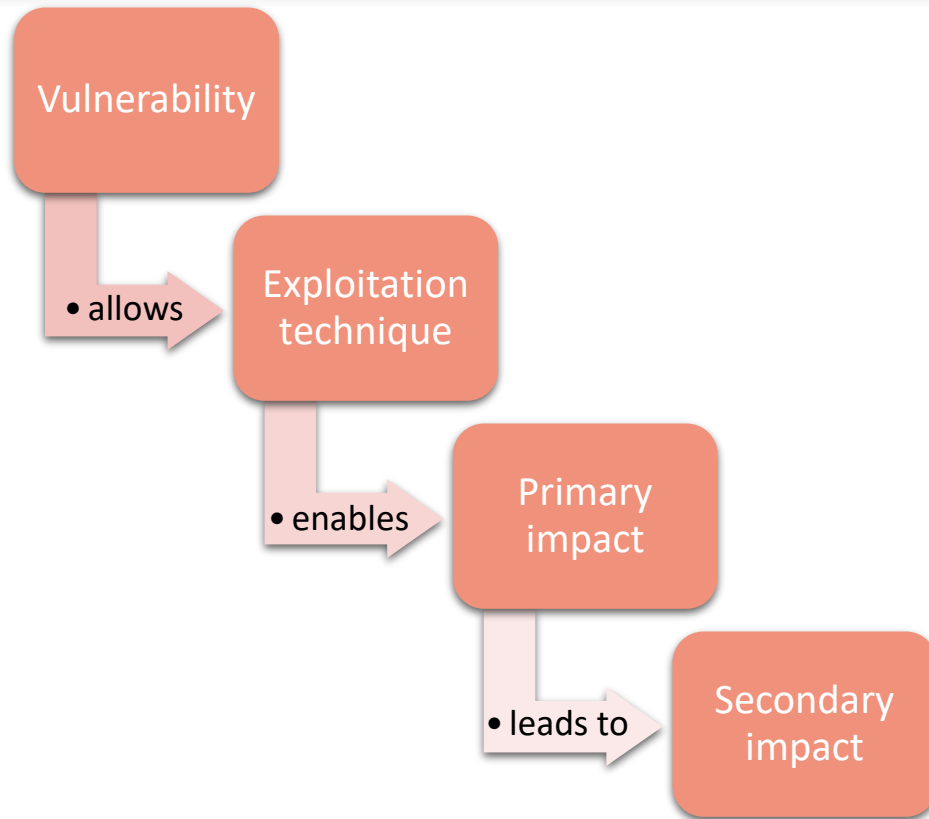 Vulnerability
• allows
Exploitation
technique
• enables
Primary
impact
• leads to
Secondary
impact